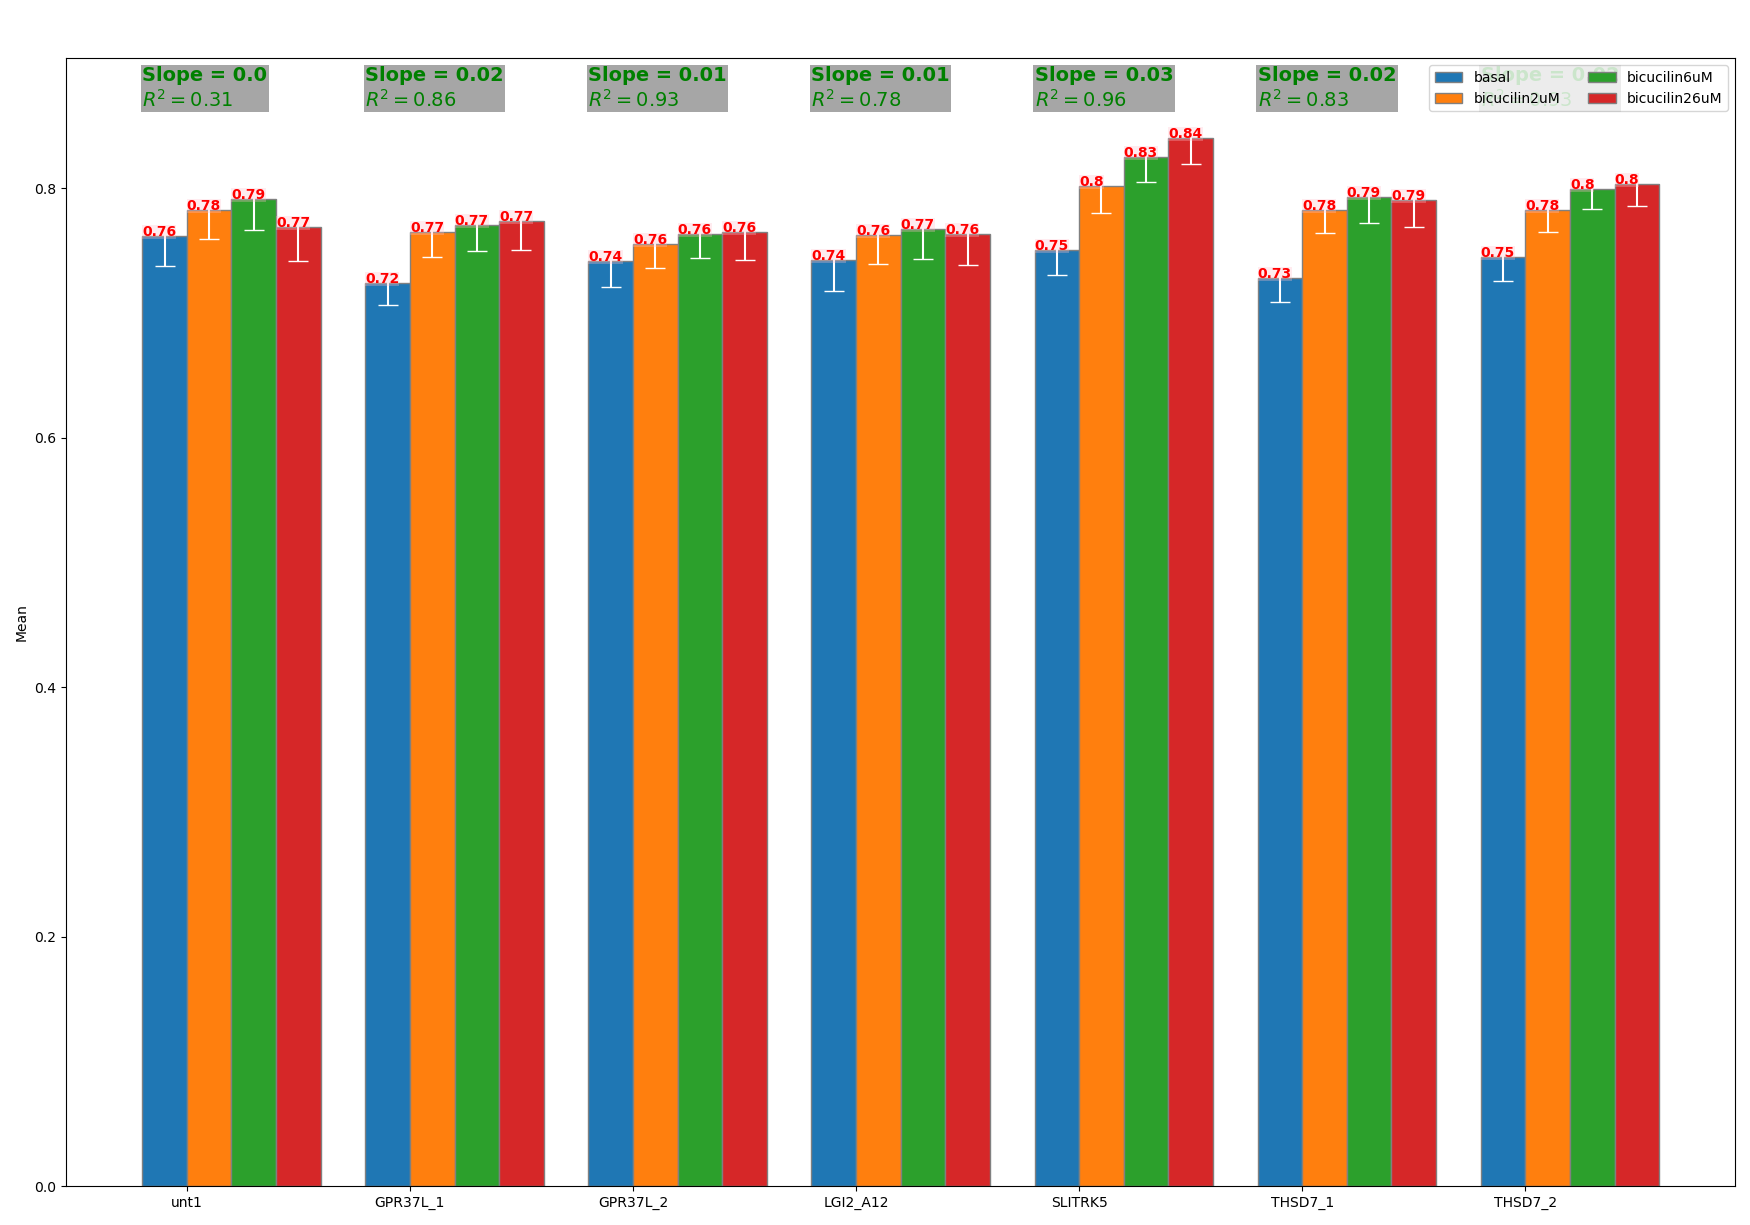 Slope = 0.0
R² = 0.31
Slope = 0.02
R² = 0.86
Slope = 0.01
R² = 0.93
Slope = 0.01
R² = 0.78
Slope = 0.03
R² = 0.96
Slope = 0.02
R² = 0.83
basal
bicucilin2uM
bicucilin6uM
bicucilin26uM
0.76
0.78
0.79
0.77
0.72
0.77
0.77
0.77
0.74
0.76
0.76
0.76
0.74
0.76
0.77
0.76
0.75
0.8
0.83
0.84
0.73
0.78
0.79
0.79
0.75
0.78
0.8
0.8
Mean
0.8
0.6
0.4
0.2
0.0
unt1
GPR37L_1
GPR37L_2
LGI2_A12
SLITRK5
THSD7_1
THSD7_2